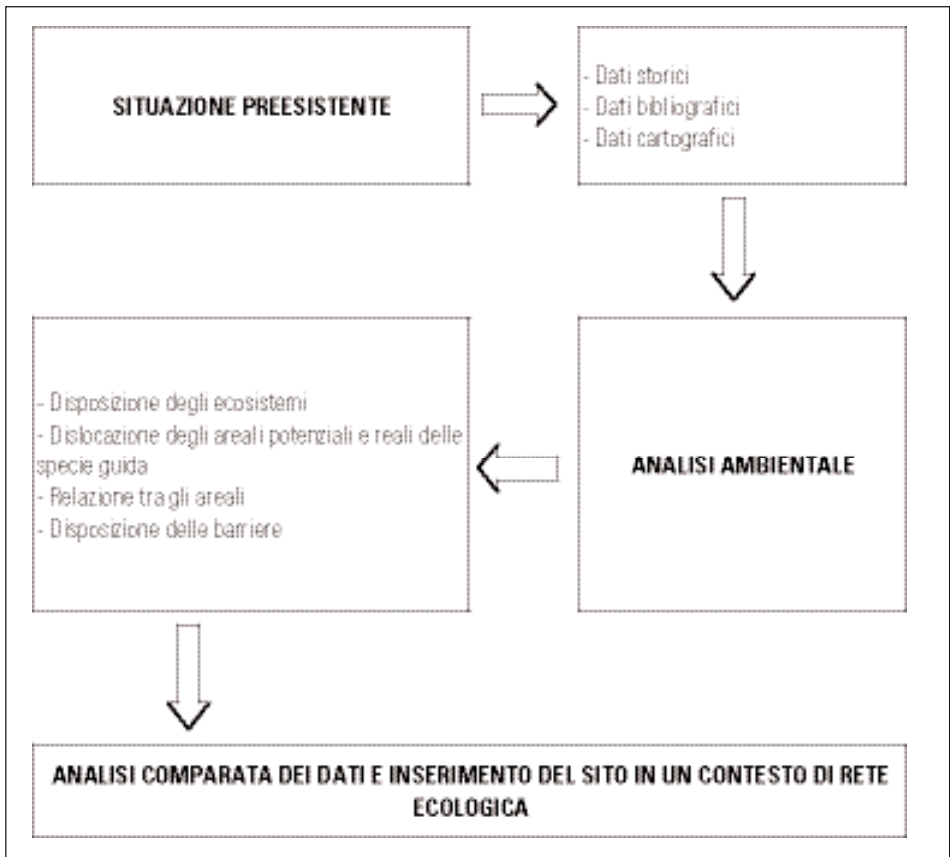 SITUAZIONE PREESISTENTE
- Dati storici
- Dati bibliografici
- Dati cartografici
ANALISI AMBIENTALE
- Disposizione degli ecosistemi
- Dislocazione degli areali potenziali e reali delle
specie guida
- Relazione tra gli areali
- Disposizione delle barriere
ANALISI COMPARATA DEI DATI E INSERIMENTO DEL SITO IN UN CONTESTO DI RETE
ECOLOGICA